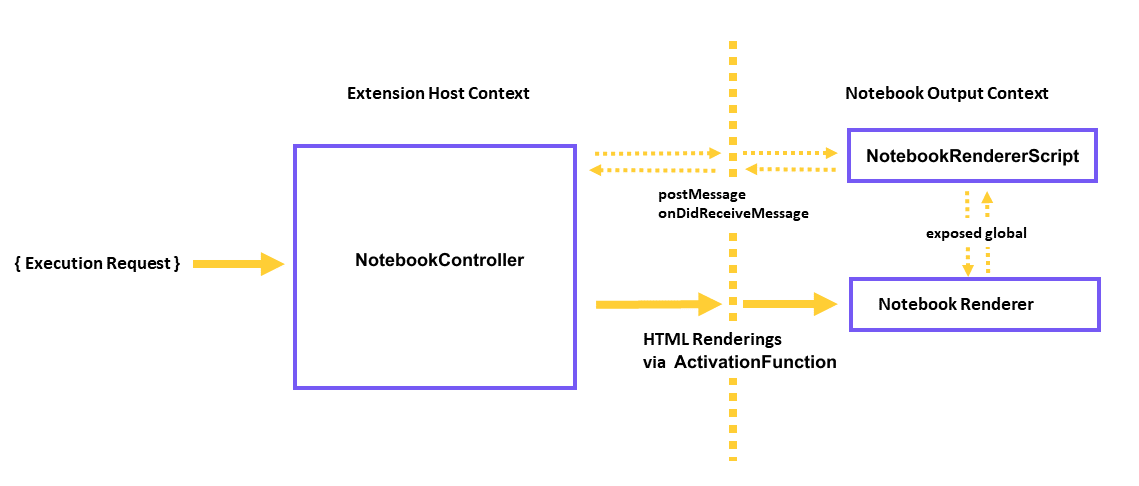 Extension Host Context
Notebook Output Context
NotebookRendererScript
postMessage
onDidReceiveMessage
exposed global
{ Execution Request }
NotebookController
Notebook Renderer
HTML Renderings
via ActivationFunction